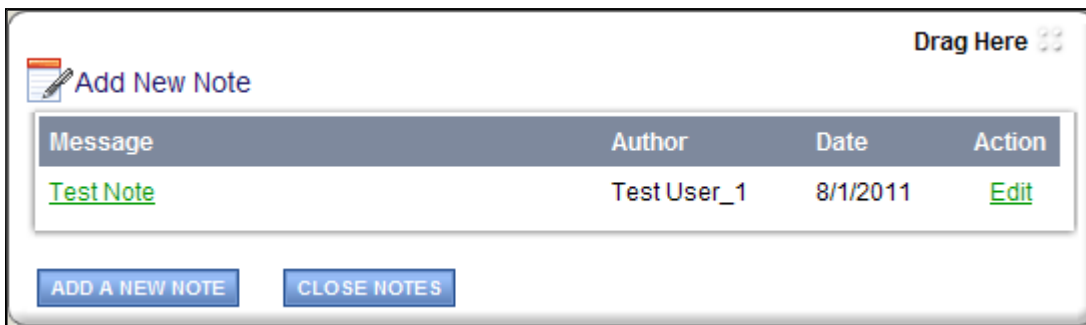 Drag Here
Add New Note
Message Author Date Action
Test Note Test User_1 8/1/2011 Edit
ADD A NEW NOTE CLOSE NOTES